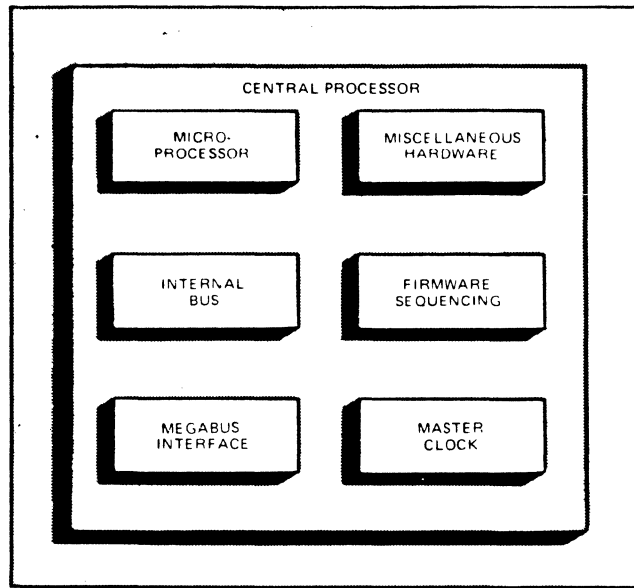 CENTRAL PROCESSOR
MICRO-
PROCESSOR
MISCELLANEOUS
HARDWARE
INTERNAL
BUS
FIRMWARE
SEQUENCING
MEGABUS
INTERFACE
MASTER
CLOCK